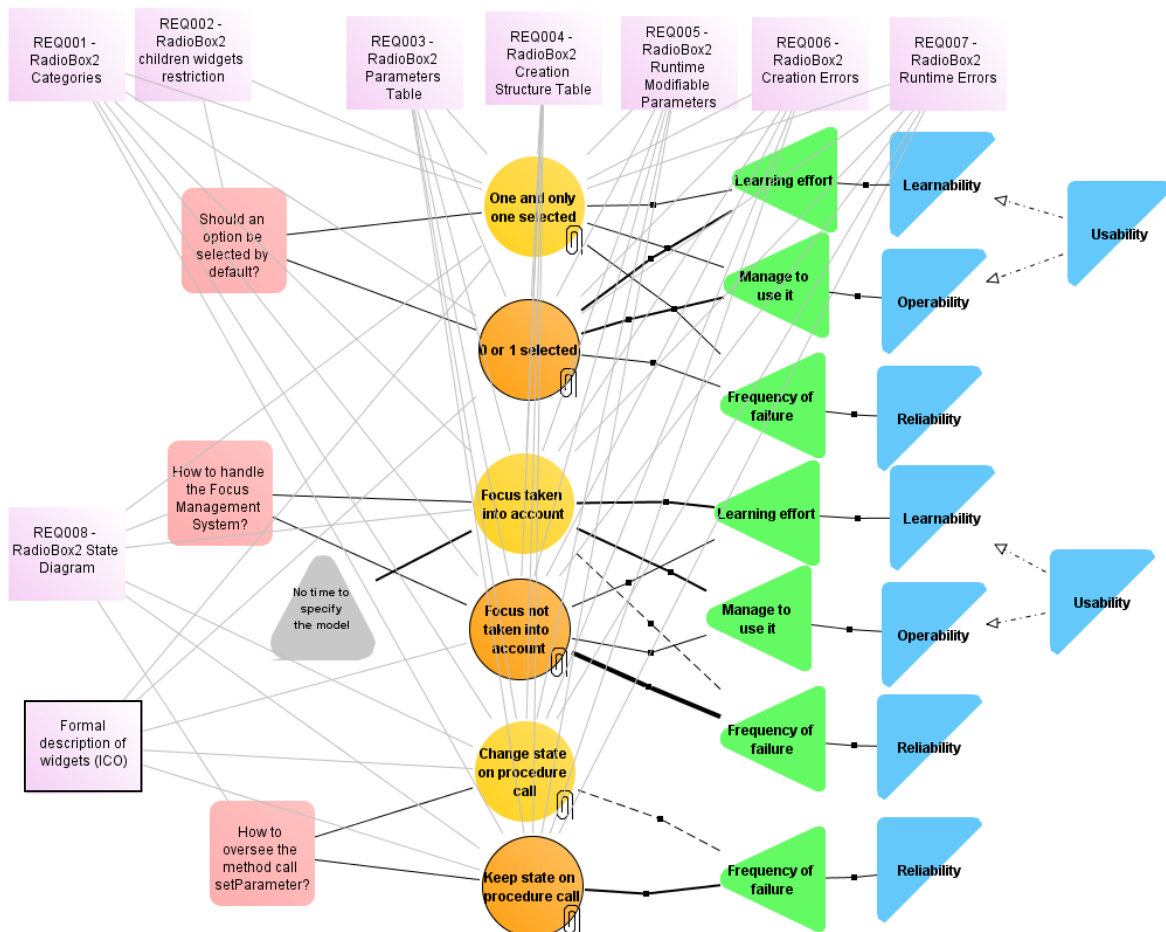 REQ001 -
RadioBox2
Categories
REQ002 -
RadioBox2
children widgets
restriction
REQ003 -
RadioBox2
Parameters
Table
REQ004 -
RadioBox2
Creation
Structure Table
REQ005 -
RadioBox2
Runtime
Modifiable
Parameters
REQ006 -
RadioBox2
Creation Errors
REQ007 -
RadioBox2
Runtime Errors
Should an
option be
selected by
default?
One and only
one selected
0 or 1 selected
Learning effort
Manage to
use it
Frequency of
failure
Learnability
Operability
Reliability
Usability
How to handle
the Focus
Management
System?
REQ008 -
RadioBox2 State
Diagram
No time to
specify
the model
Focus taken
into account
Focus not
taken into
account
Learning effort
Manage to
use it
Frequency of
failure
Learnability
Operability
Reliability
Usability
Formal
description of
widgets (ICO)
How to
oversee the
method call
setParameter?
Change state
on procedure
call
Keep state on
procedure call
Frequency of
failure
Reliability